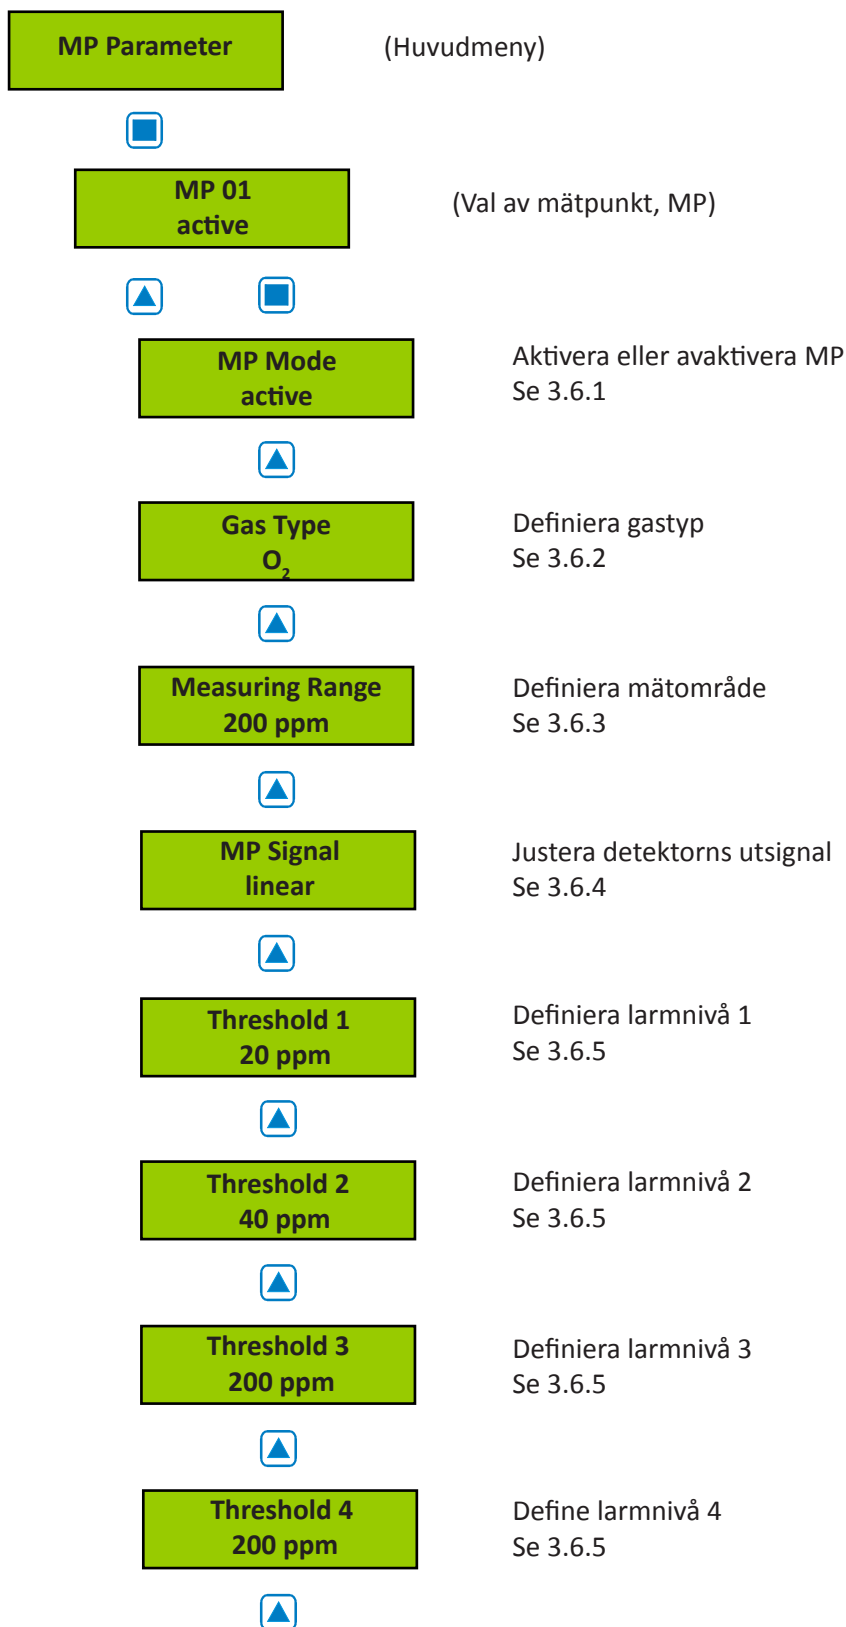 MP Parameter
(Huvudmeny)
MP 01
active
(Val av mätpunkt, MP)
MP Mode
active
Aktivera eller avaktivera MP
Se 3.6.1
Gas Type
O₂
Definiera gastyp
Se 3.6.2
Measuring Range
200 ppm
Definiera mätområde
Se 3.6.3
MP Signal
linear
Justera detektorns utsignal
Se 3.6.4
Threshold 1
20 ppm
Definiera larmnivå 1
Se 3.6.5
Threshold 2
40 ppm
Definiera larmnivå 2
Se 3.6.5
Threshold 3
200 ppm
Definiera larmnivå 3
Se 3.6.5
Threshold 4
200 ppm
Define larmnivå 4
Se 3.6.5